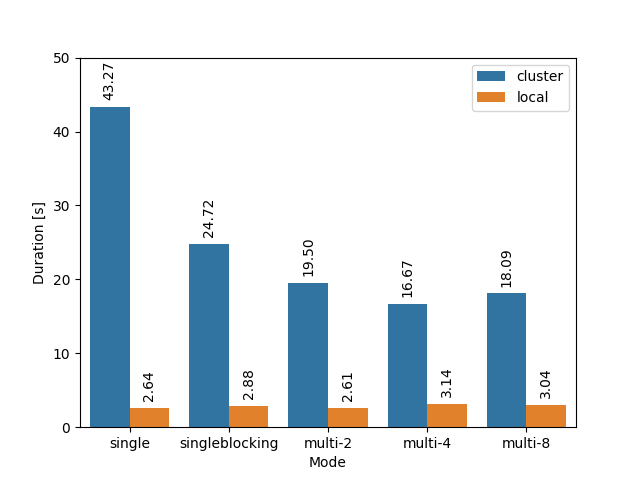 50
40
30
20
10
0
Duration [s]
43.27
24.72
19.50
16.67
18.09
2.64
2.88
2.61
3.14
3.04
cluster
local
single
singleblocking
multi-2
multi-4
multi-8
Mode